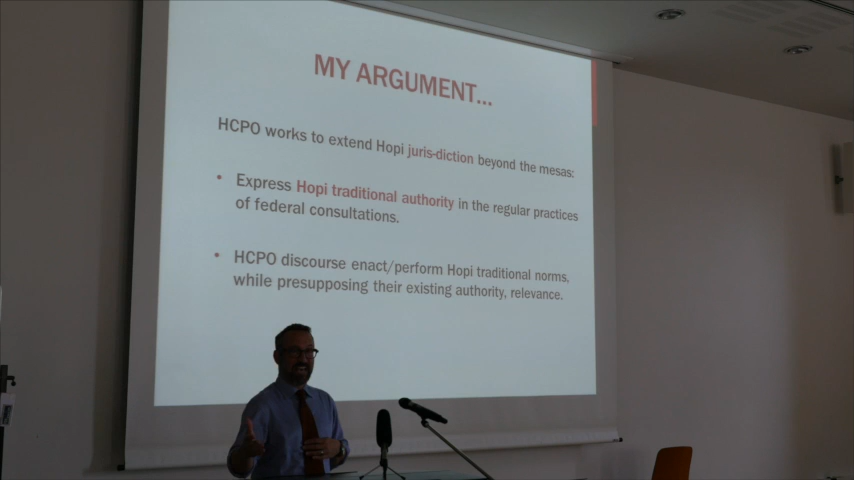 MY ARGUMENT...
HCPO works to extend Hopi juris-diction beyond the mesas:
• Express Hopi traditional authority in the regular practices
of federal consultations.
• HCPO discourse enact/perform Hopi traditional norms,
while presupposing their existing authority, relevance.